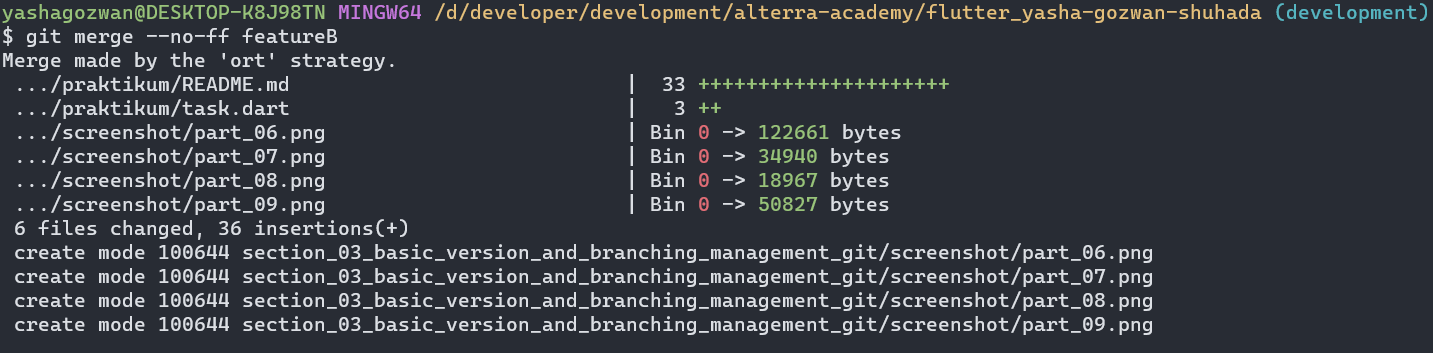 yashagozwan@DESKTOP-K8J98TN MINGW64 /d/developer/development/alterra-academy/flutter_yasha-gozwan-shuhada (development)
$ git merge --no-ff featureB
Merge made by the 'ort' strategy.
 .../praktikum/README.md                            |  33 +++++++++++++++++++++
 .../praktikum/task.dart                            |   3 ++
 .../screenshot/part_06.png                         | Bin 0 -> 122661 bytes
 .../screenshot/part_07.png                         | Bin 0 -> 34940 bytes
 .../screenshot/part_08.png                         | Bin 0 -> 18967 bytes
 .../screenshot/part_09.png                         | Bin 0 -> 50827 bytes
 6 files changed, 36 insertions(+)
 create mode 100644 section_03_basic_version_and_branching_management_git/screenshot/part_06.png
 create mode 100644 section_03_basic_version_and_branching_management_git/screenshot/part_07.png
 create mode 100644 section_03_basic_version_and_branching_management_git/screenshot/part_08.png
 create mode 100644 section_03_basic_version_and_branching_management_git/screenshot/part_09.png